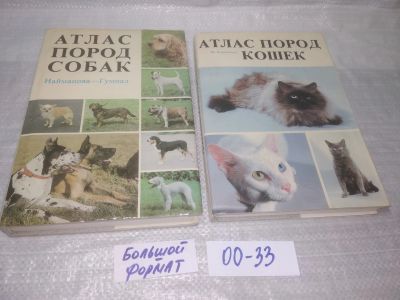 АТЛАС
ПОРОД
СОБАК
Найманова—Гумпал
АТЛАС ПОРОД
КОШЕК
БОЛЬШОЙ
ФОРМАТ
00-33